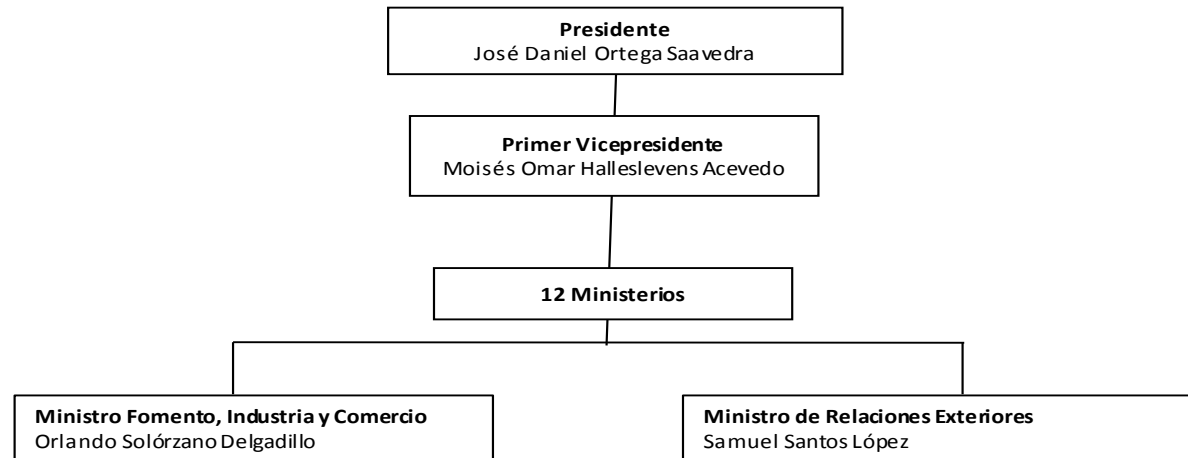 Presidente
José Daniel Ortega Saavedra
Primer Vicepresidente
Moisés Omar Halleslevens Acevedo
12 Ministerios
Ministro Fomento, Industria y Comercio
Orlando Solórzano Delgadillo
Ministro de Relaciones Exteriores
Samuel Santos López